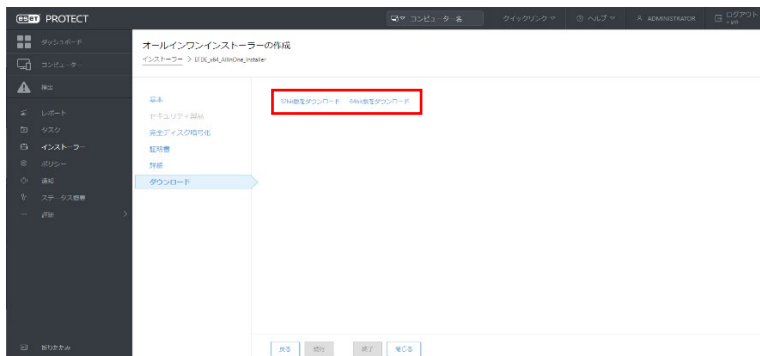 eset PROTECT
コンピューター名
クイックリンク
ヘルプ
ADMINISTRATOR
ログアウト
ダッシュボード
コンピューター
検出
レポート
タスク
インストーラー
ポリシー
通知
ステータス概要
詳細
折りたたみ
オールインワンインストーラーの作成
インストーラー > EFDE_x64_AllInOne_Installer
基本
完全ディスク暗号化
証明書
詳細
ダウンロード
32bit版をダウンロード 64bit版をダウンロード
戻る 続行 終了 閉じる